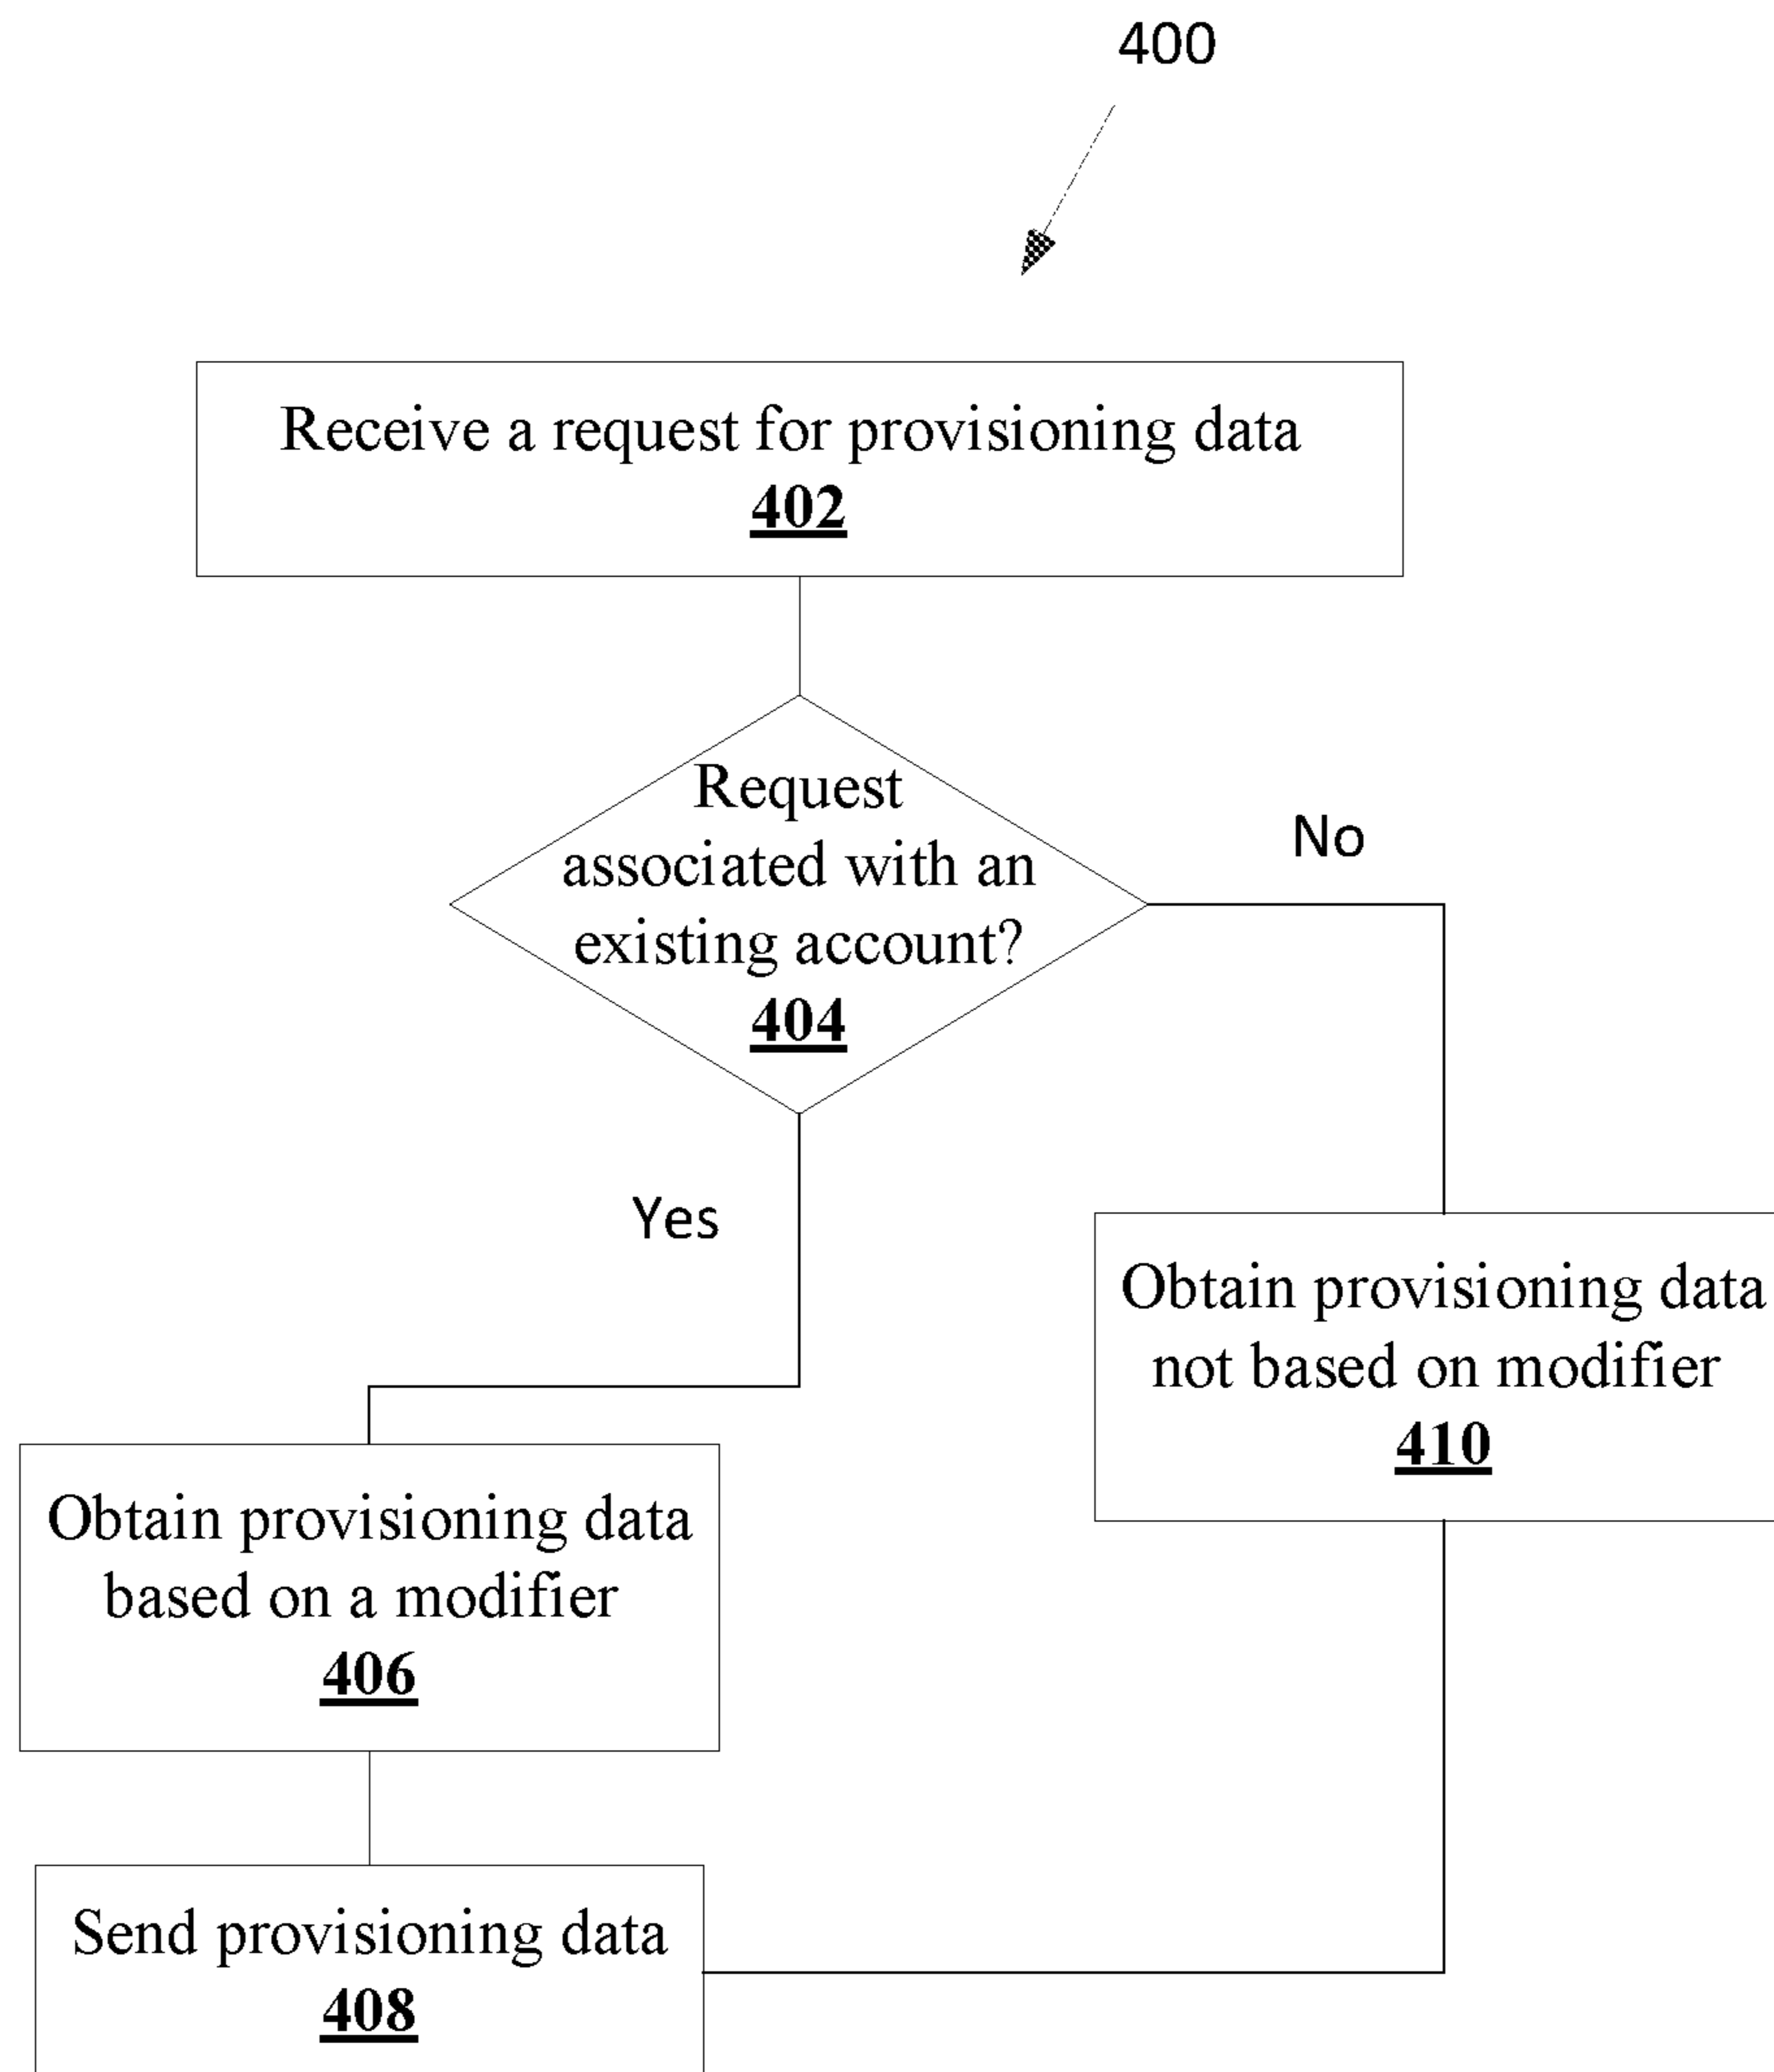 400
Receive a request for provisioning data
402
Request
associated with an
existing account?
404
No
Yes
Obtain provisioning data
not based on modifier
410
Obtain provisioning data
based on a modifier
406
Send provisioning data
408